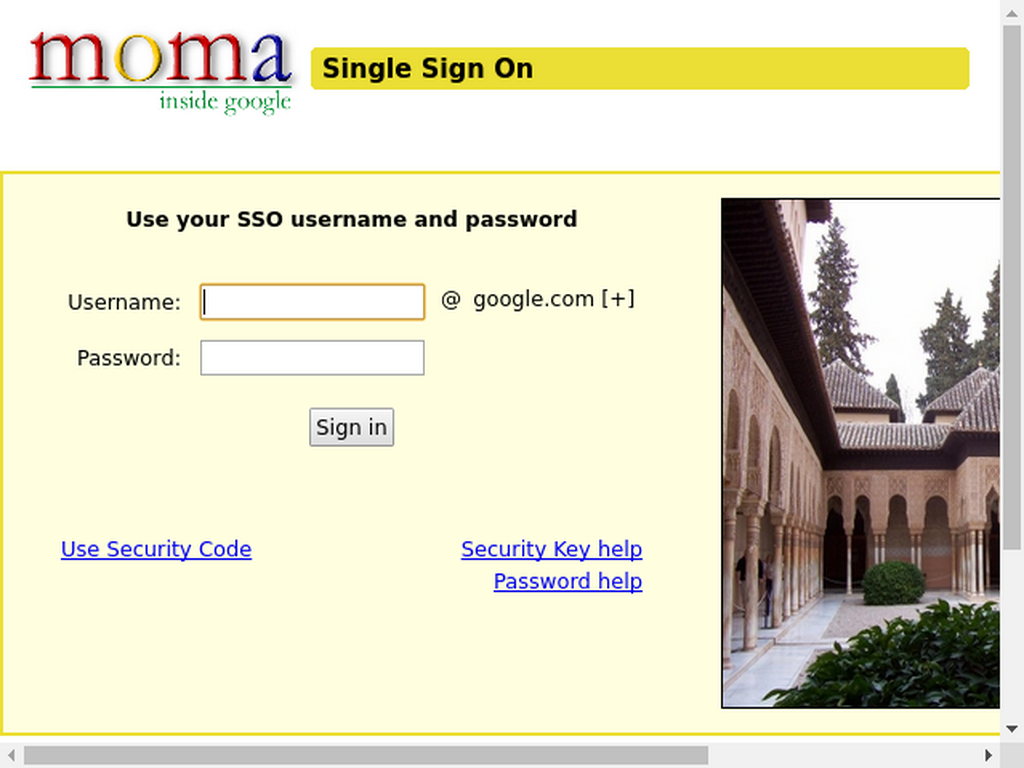 moma
inside google
Single Sign On
Use your SSO username and password
Username: @ google.com [+]
Password:
Sign in
Use Security Code Security Key help
Password help